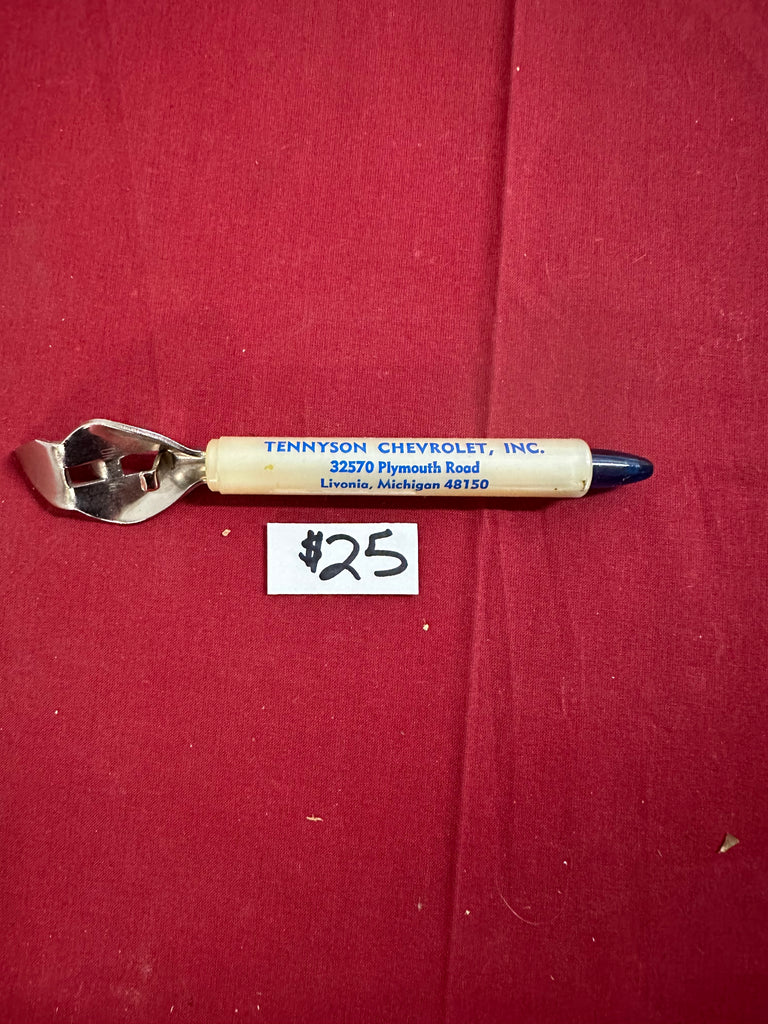 TENNYSON CHEVROLET, INC.
32570 Plymouth Road
Livonia, Michigan 48150
$25